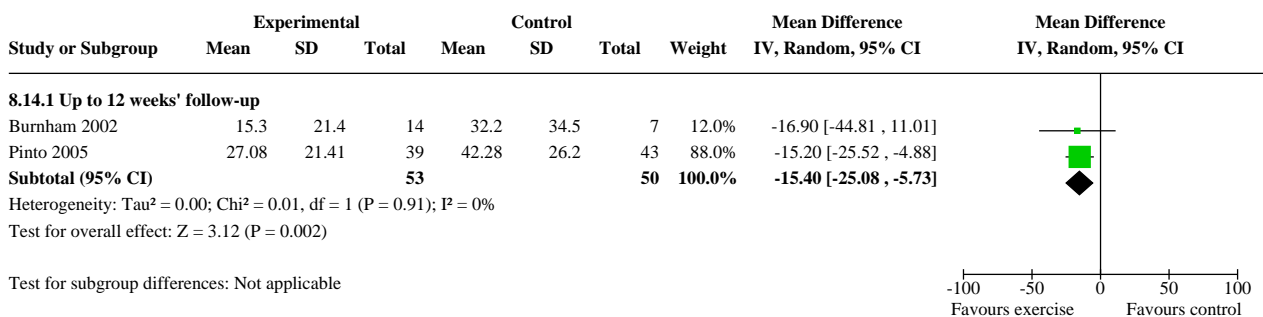 Experimental Control Mean Difference Mean Difference
Study or Subgroup Mean SD Total Mean SD Total Weight IV, Random, 95% CI IV, Random, 95% CI
8.14.1 Up to 12 weeks' follow-up
Burnham 2002 15.3 21.4 14 32.2 34.5 7 12.0% -16.90 [-44.81 , 11.01]
Pinto 2005 27.08 21.41 39 42.28 26.2 43 88.0% -15.20 [-25.52 , -4.88]
Subtotal (95% CI) 53 50 100.0% -15.40 [-25.08 , -5.73]
Heterogeneity: Tau² = 0.00; Chi² = 0.01, df = 1 (P = 0.91); I² = 0%
Test for overall effect: Z = 3.12 (P = 0.002)
Test for subgroup differences: Not applicable
-100 -50 0 50 100
Favours exercise Favours control